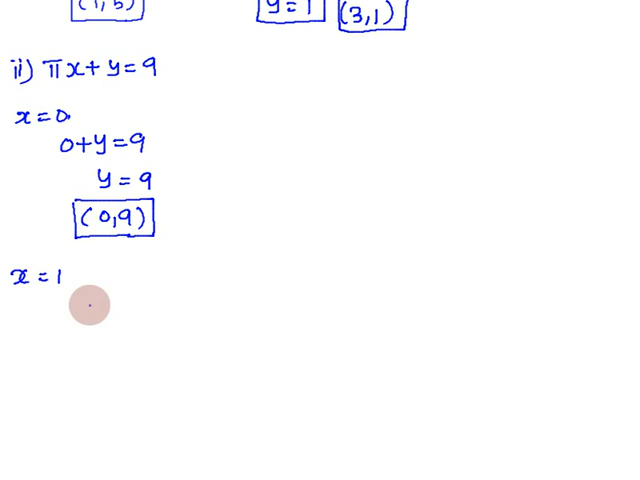 (1,5) y=1 (3,1)
ii) πx+y=9
x=0
0+y=9
y=9
(0,9)
x=1